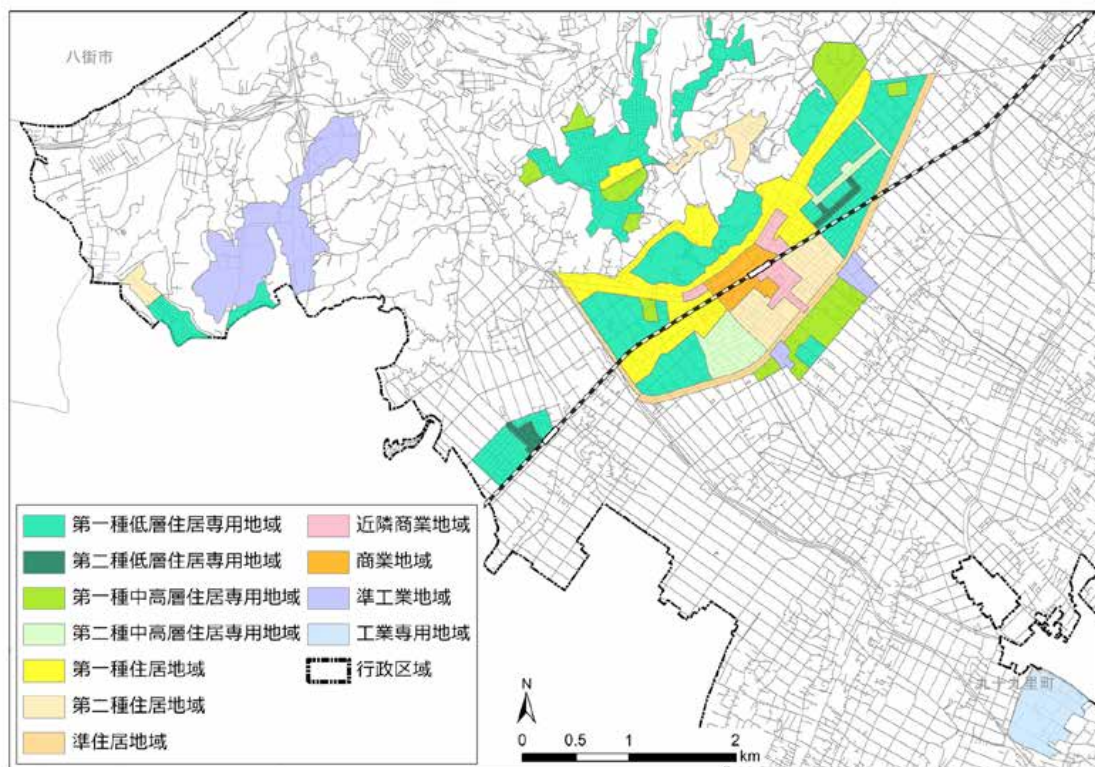 八街市
第一種低層住居専用地域
第二種低層住居専用地域
第一種中高層住居専用地域
第二種中高層住居専用地域
第一種住居地域
第二種住居地域
準住居地域
近隣商業地域
商業地域
準工業地域
工業専用地域
行政区域
九十九里町
N
0 0.5 1 2
km